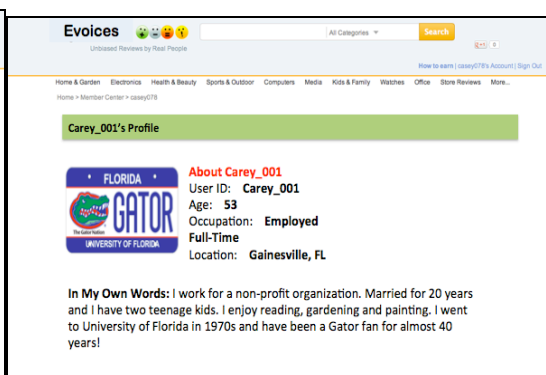 Evoices
All Categories
Search
Unbiased Reviews by Real People
g+1 0
How to earn | casey078's Account | Sign Out
Home & Garden Electronics Health & Beauty Sports & Outdoor Computers Media Kids & Family Watches Office Store Reviews More...
Home > Member Center > casey078
Carey_001's Profile
FLORIDA
GATOR
The Gator Nation
UNIVERSITY OF FLORIDA
About Carey_001
User ID: Carey_001
Age: 53
Occupation: Employed
Full-Time
Location: Gainesville, FL
In My Own Words: I work for a non-profit organization. Married for 20 years
and I have two teenage kids. I enjoy reading, gardening and painting. I went
to University of Florida in 1970s and have been a Gator fan for almost 40
years!